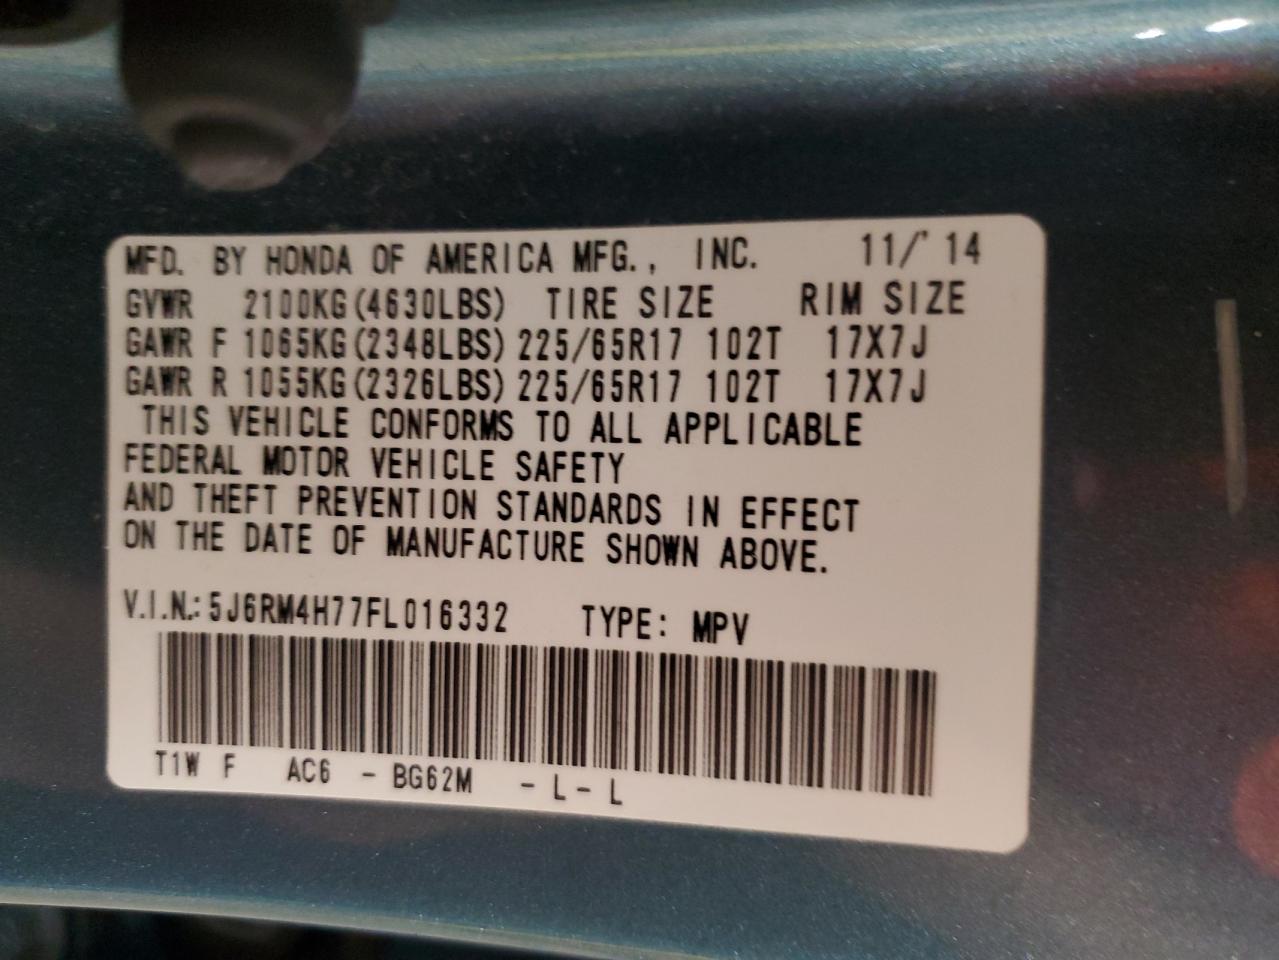 MFD. BY HONDA OF AMERICA MFG., INC. 11/'14
GVWR 2100KG(4630LBS) TIRE SIZE RIM SIZE
GAWR F 1065KG(2348LBS) 225/65R17 102T 17X7J
GAWR R 1055KG(2326LBS) 225/65R17 102T 17X7J
THIS VEHICLE CONFORMS TO ALL APPLICABLE
FEDERAL MOTOR VEHICLE SAFETY
AND THEFT PREVENTION STANDARDS IN EFFECT
ON THE DATE OF MANUFACTURE SHOWN ABOVE.
V.I.N.: 5J6RM4H77FL016332 TYPE: MPV
T1W F AC6 - BG62M - L - L